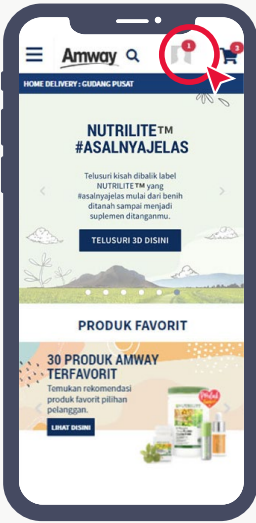 Amway
1
3
HOME DELIVERY : GUDANG PUSAT
NUTRILITE™
#ASALNYAJELAS
Telusuri kisah dibalik label
NUTRILITE™ yang
#asalnyajelas mulai dari benih
ditanah sampai menjadi
suplemen ditanganmu.
TELUSURI 3D DISINI
PRODUK FAVORIT
30 PRODUK AMWAY
TERFAVORIT
Temukan rekomendasi
produk favorit pilihan
pelanggan.
LIHAT DISINI